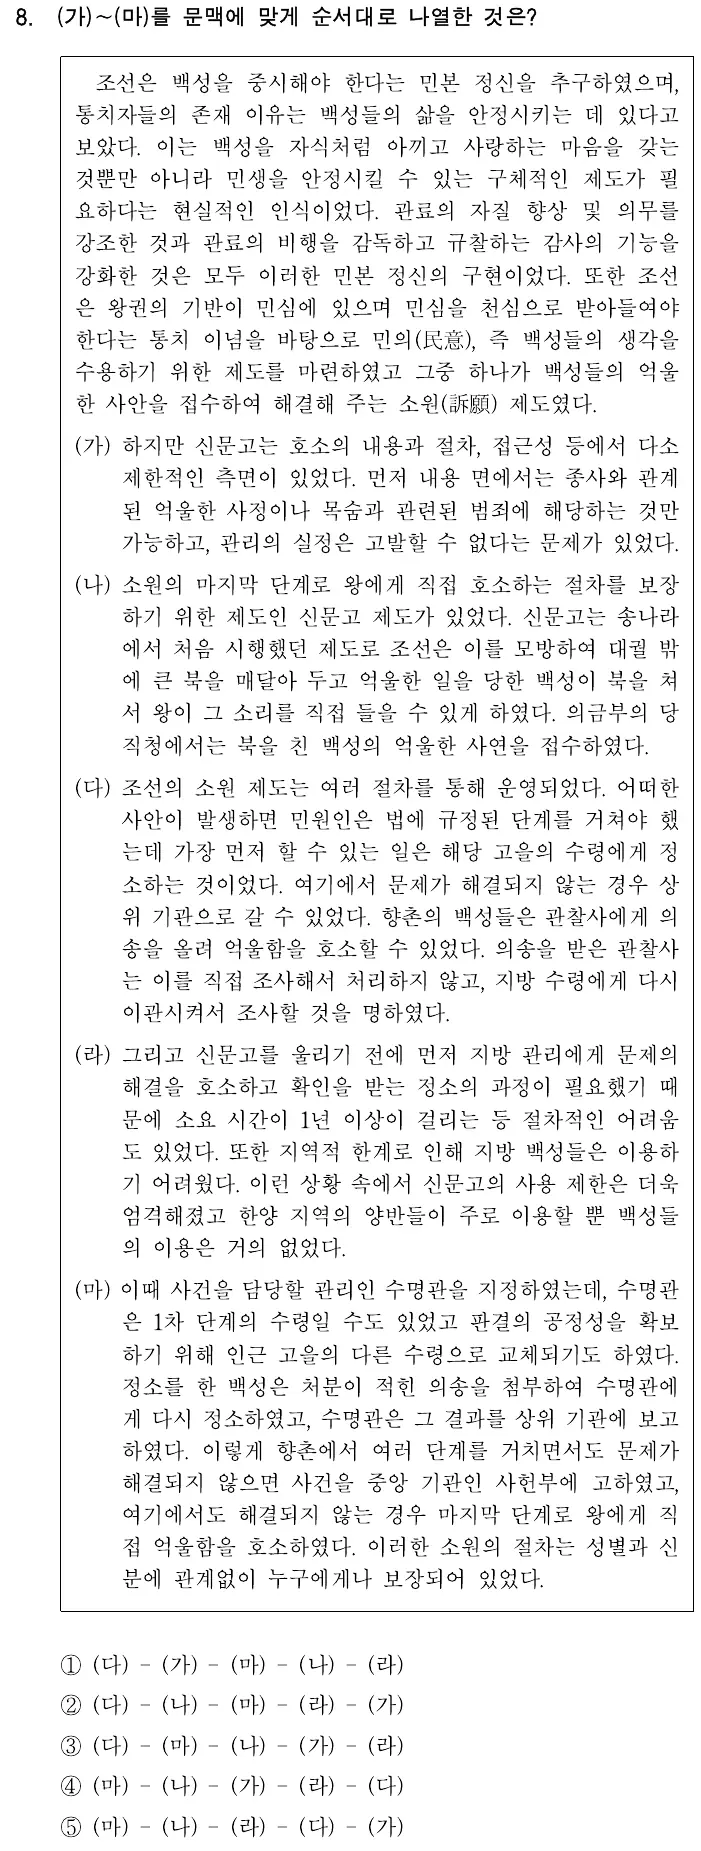 8. (가)~(마)를 문맥에 맞게 순서대로 나열한 것은?
조선은 백성을 중시해야 한다는 민본 정신을 추구하였으며,
통치자들의 존재 이유는 백성들의 삶을 안정시키는 데 있다고
보았다. 이는 백성을 자식처럼 아끼고 사랑하는 마음을 갖는
것뿐만 아니라 민생을 안정시킬 수 있는 구체적인 제도가 필
요하다는 현실적인 인식이었다. 관료의 자질 향상 및 의무를
강조한 것과 관료의 비행을 감독하고 규찰하는 감사의 기능을
강화한 것은 모두 이러한 민본 정신의 구현이었다. 또한 조선
은 왕권의 기반이 민심에 있으며 민심을 천심으로 받아들여야
한다는 통치 이념을 바탕으로 민의(民意), 즉 백성들의 생각을
수용하기 위한 제도를 마련하였고 그중 하나가 백성들의 억울
한 사안을 접수하여 해결해 주는 소원(訴願) 제도였다.
(가) 하지만 신문고는 호소의 내용과 절차, 접근성 등에서 다소
제한적인 측면이 있었다. 먼저 내용 면에서는 종사와 관계
된 억울한 사정이나 목숨과 관련된 범죄에 해당하는 것만
가능하고, 관리의 실정은 고발할 수 없다는 문제가 있었다.
(나) 소원의 마지막 단계로 왕에게 직접 호소하는 절차를 보장
하기 위한 제도인 신문고 제도가 있었다. 신문고는 송나라
에서 처음 시행했던 제도로 조선은 이를 모방하여 대궐 밖
에 큰 북을 매달아 두고 억울한 일을 당한 백성이 북을 쳐
서 왕이 그 소리를 직접 들을 수 있게 하였다. 의금부의 당
직청에서는 북을 친 백성의 억울한 사연을 접수하였다.
(다) 조선의 소원 제도는 여러 절차를 통해 운영되었다. 어떠한
사안이 발생하면 민원인은 법에 규정된 단계를 거쳐야 했
는데 가장 먼저 할 수 있는 일은 해당 고을의 수령에게 정
소하는 것이었다. 여기에서 문제가 해결되지 않는 경우 상
위 기관으로 갈 수 있었다. 향촌의 백성들은 관찰사에게 의
송을 올려 억울함을 호소할 수 있었다. 의송을 받은 관찰사
는 이를 직접 조사해서 처리하지 않고, 지방 수령에게 다시
이관시켜서 조사할 것을 명하였다.
(라) 그리고 신문고를 울리기 전에 먼저 지방 관리에게 문제의
해결을 호소하고 확인을 받는 정소의 과정이 필요했기 때
문에 소요 시간이 1년 이상이 걸리는 등 절차적인 어려움
도 있었다. 또한 지역적 한계로 인해 지방 백성들은 이용하
기 어려웠다. 이런 상황 속에서 신문고의 사용 제한은 더욱
엄격해졌고 한양 지역의 양반들이 주로 이용할 뿐 백성들
의 이용은 거의 없었다.
(마) 이때 사건을 담당할 관리인 수명관을 지정하였는데, 수명관
은 1차 단계의 수령일 수도 있었고 판결의 공정성을 확보
하기 위해 인근 고을의 다른 수령으로 교체되기도 하였다.
정소를 한 백성은 처분이 적힌 의송을 첨부하여 수명관에
게 다시 정소하였고, 수명관은 그 결과를 상위 기관에 보고
하였다. 이렇게 향촌에서 여러 단계를 거치면서도 문제가
해결되지 않으면 사건을 중앙 기관인 사헌부에 고하였고,
여기에서도 해결되지 않는 경우 마지막 단계로 왕에게 직
접 억울함을 호소하였다. 이러한 소원의 절차는 성별과 신
분에 관계없이 누구에게나 보장되어 있었다.
① (다) - (가) - (마) - (나) - (라)
② (다) - (나) - (마) - (라) - (가)
③ (다) - (마) - (나) - (가) - (라)
④ (마) - (나) - (가) - (라) - (다)
⑤ (마) - (나) - (라) - (다) - (가)